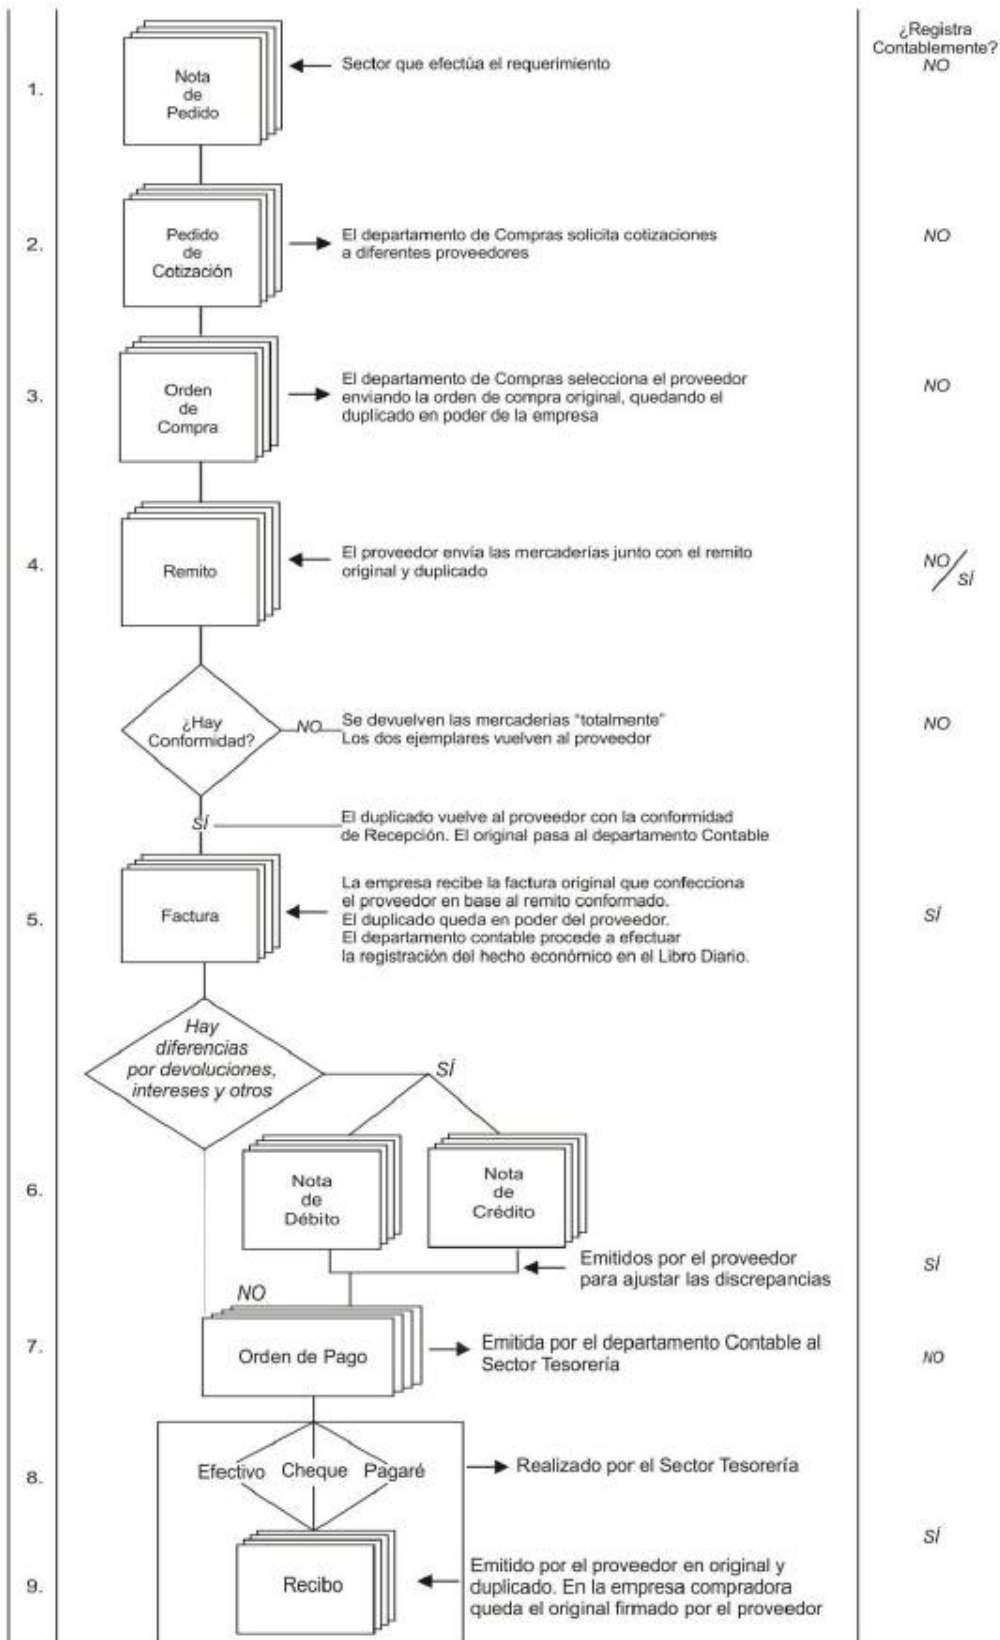 ¿Registra
Contablemente?
1.
Nota
de
Pedido
Sector que efectúa el requerimiento
NO
2.
Pedido
de
Cotización
El departamento de Compras solicita cotizaciones
a diferentes proveedores
NO
3.
Orden
de
Compra
El departamento de Compras selecciona el proveedor
enviando la orden de compra original, quedando el
duplicado en poder de la empresa
NO
4.
Remito
El proveedor envía las mercaderías junto con el remito
original y duplicado
NO/SÍ
¿Hay
Conformidad?
NO
Se devuelven las mercaderías "totalmente"
Los dos ejemplares vuelven al proveedor
NO
SÍ
El duplicado vuelve al proveedor con la conformidad
de Recepción. El original pasa al departamento Contable
5.
Factura
La empresa recibe la factura original que confecciona
el proveedor en base al remito conformado.
El duplicado queda en poder del proveedor.
El departamento contable procede a efectuar
la registración del hecho económico en el Libro Diario.
SÍ
Hay
diferencias
por devoluciones,
intereses y otros
SÍ
6.
Nota
de
Débito
Nota
de
Crédito
Emitidos por el proveedor
para ajustar las discrepancias
SÍ
NO
7.
Orden de Pago
Emitida por el departamento Contable al
Sector Tesorería
NO
8.
Efectivo Cheque Pagaré
Realizado por el Sector Tesorería
SÍ
9.
Recibo
Emitido por el proveedor en original y
duplicado. En la empresa compradora
queda el original firmado por el proveedor